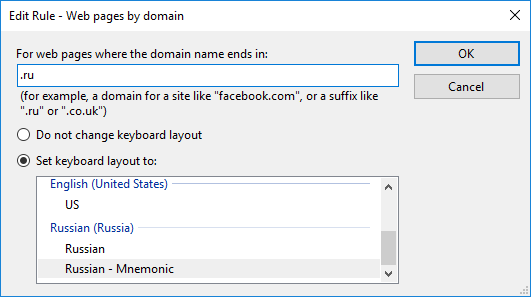 Edit Rule - Web pages by domain
For web pages where the domain name ends in:
OK
.ru
Cancel
(for example, a domain for a site like "facebook.com", or a suffix like
".ru" or ".co.uk")
Do not change keyboard layout
Set keyboard layout to:
English (United States)
US
Russian (Russia)
Russian
Russian - Mnemonic